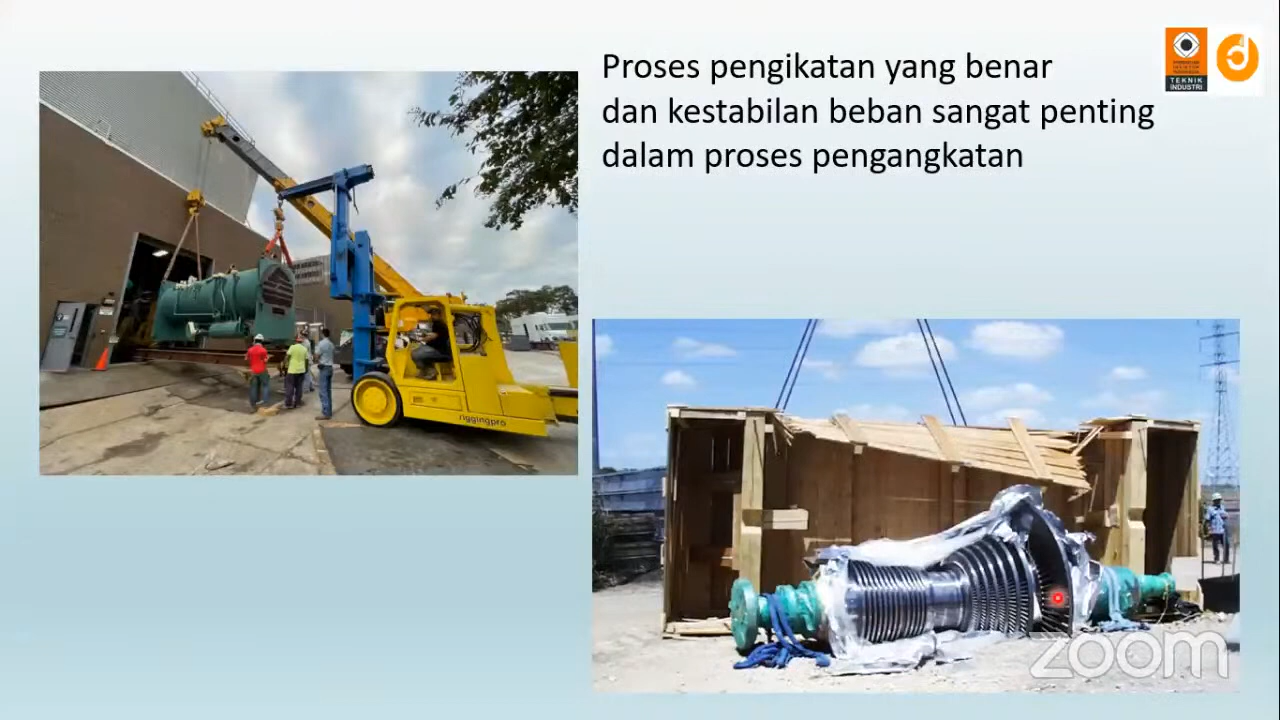 Proses pengikatan yang benar
dan kestabilan beban sangat penting
dalam proses pengangkatan
TEKNIK
INDUSTRI
riggingpro
zoom